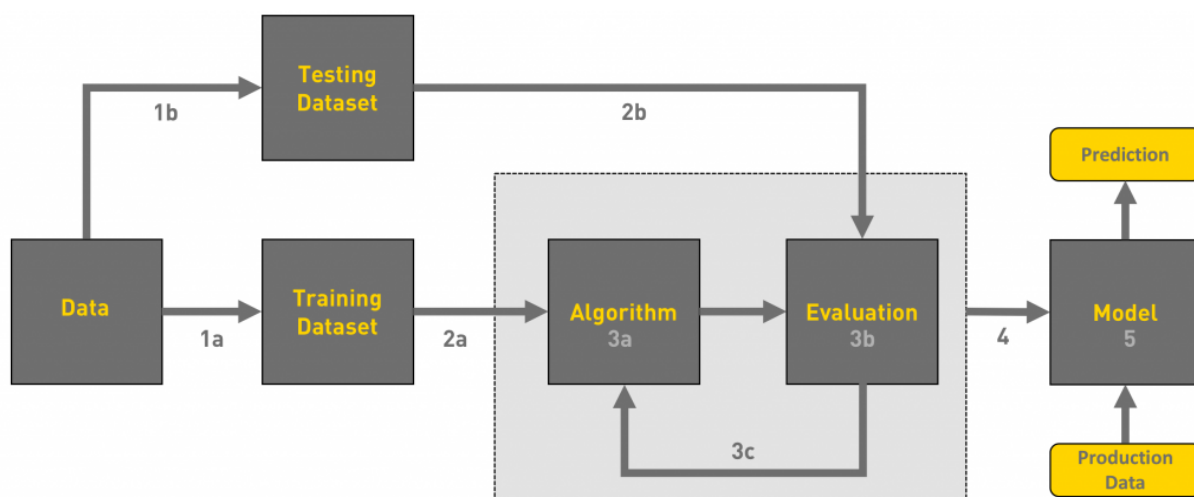 Testing
Dataset
1b
2b
Prediction
Data
1a
Training
Dataset
2a
Algorithm
3a
Evaluation
3b
4
Model
5
3c
Production
Data